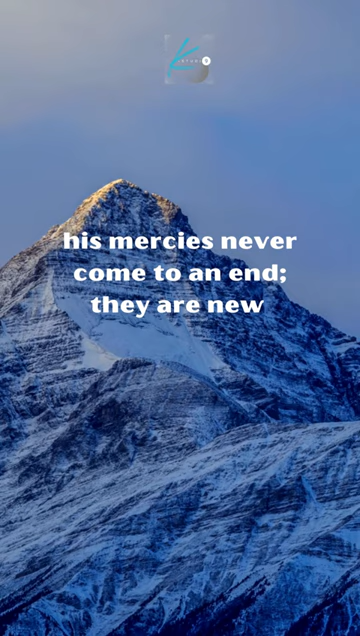 his mercies never
come to an end;
they are new